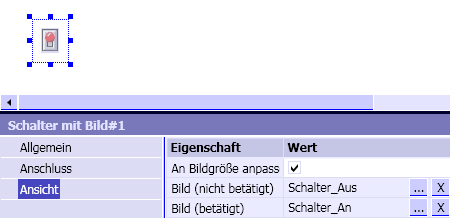 Schalter mit Bild#1
Allgemein
Eigenschaft Wert
Anschluss
An Bildgröße anpass
Ansicht
Bild (nicht betätigt) Schalter_Aus ... X
Bild (betätigt) Schalter_An ... X